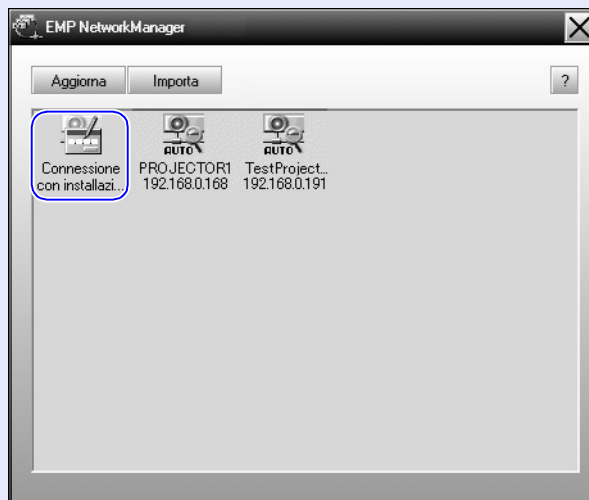 EMP NetworkManager
Aggiorna Importa ?
AUTO AUTO
Connessione PROJECTOR1 TestProject...
con installazi... 192.168.0.168 192.168.0.191